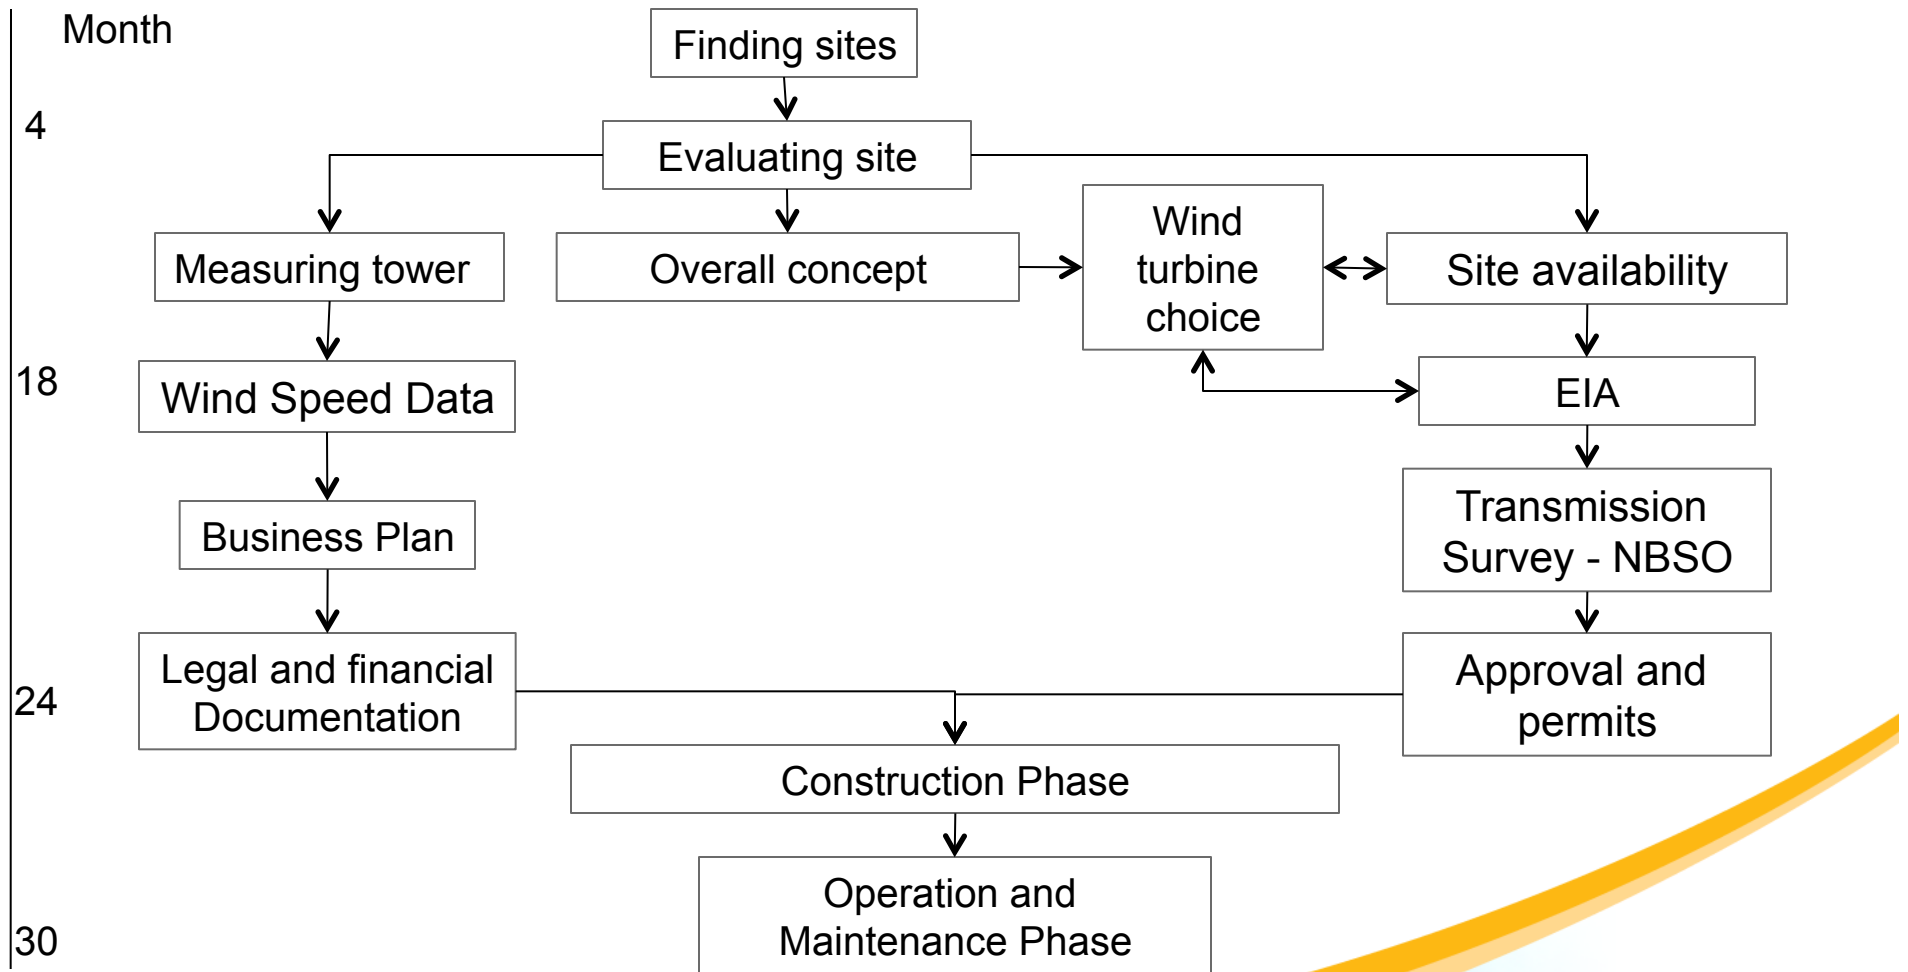 Month
Finding sites
4
Evaluating site
Wind
turbine
choice
Measuring tower
Overall concept
Site availability
18
Wind Speed Data
EIA
Business Plan
Transmission
Survey - NBSO
Legal and financial
Documentation
Approval and
permits
24
Construction Phase
Operation and
Maintenance Phase
30